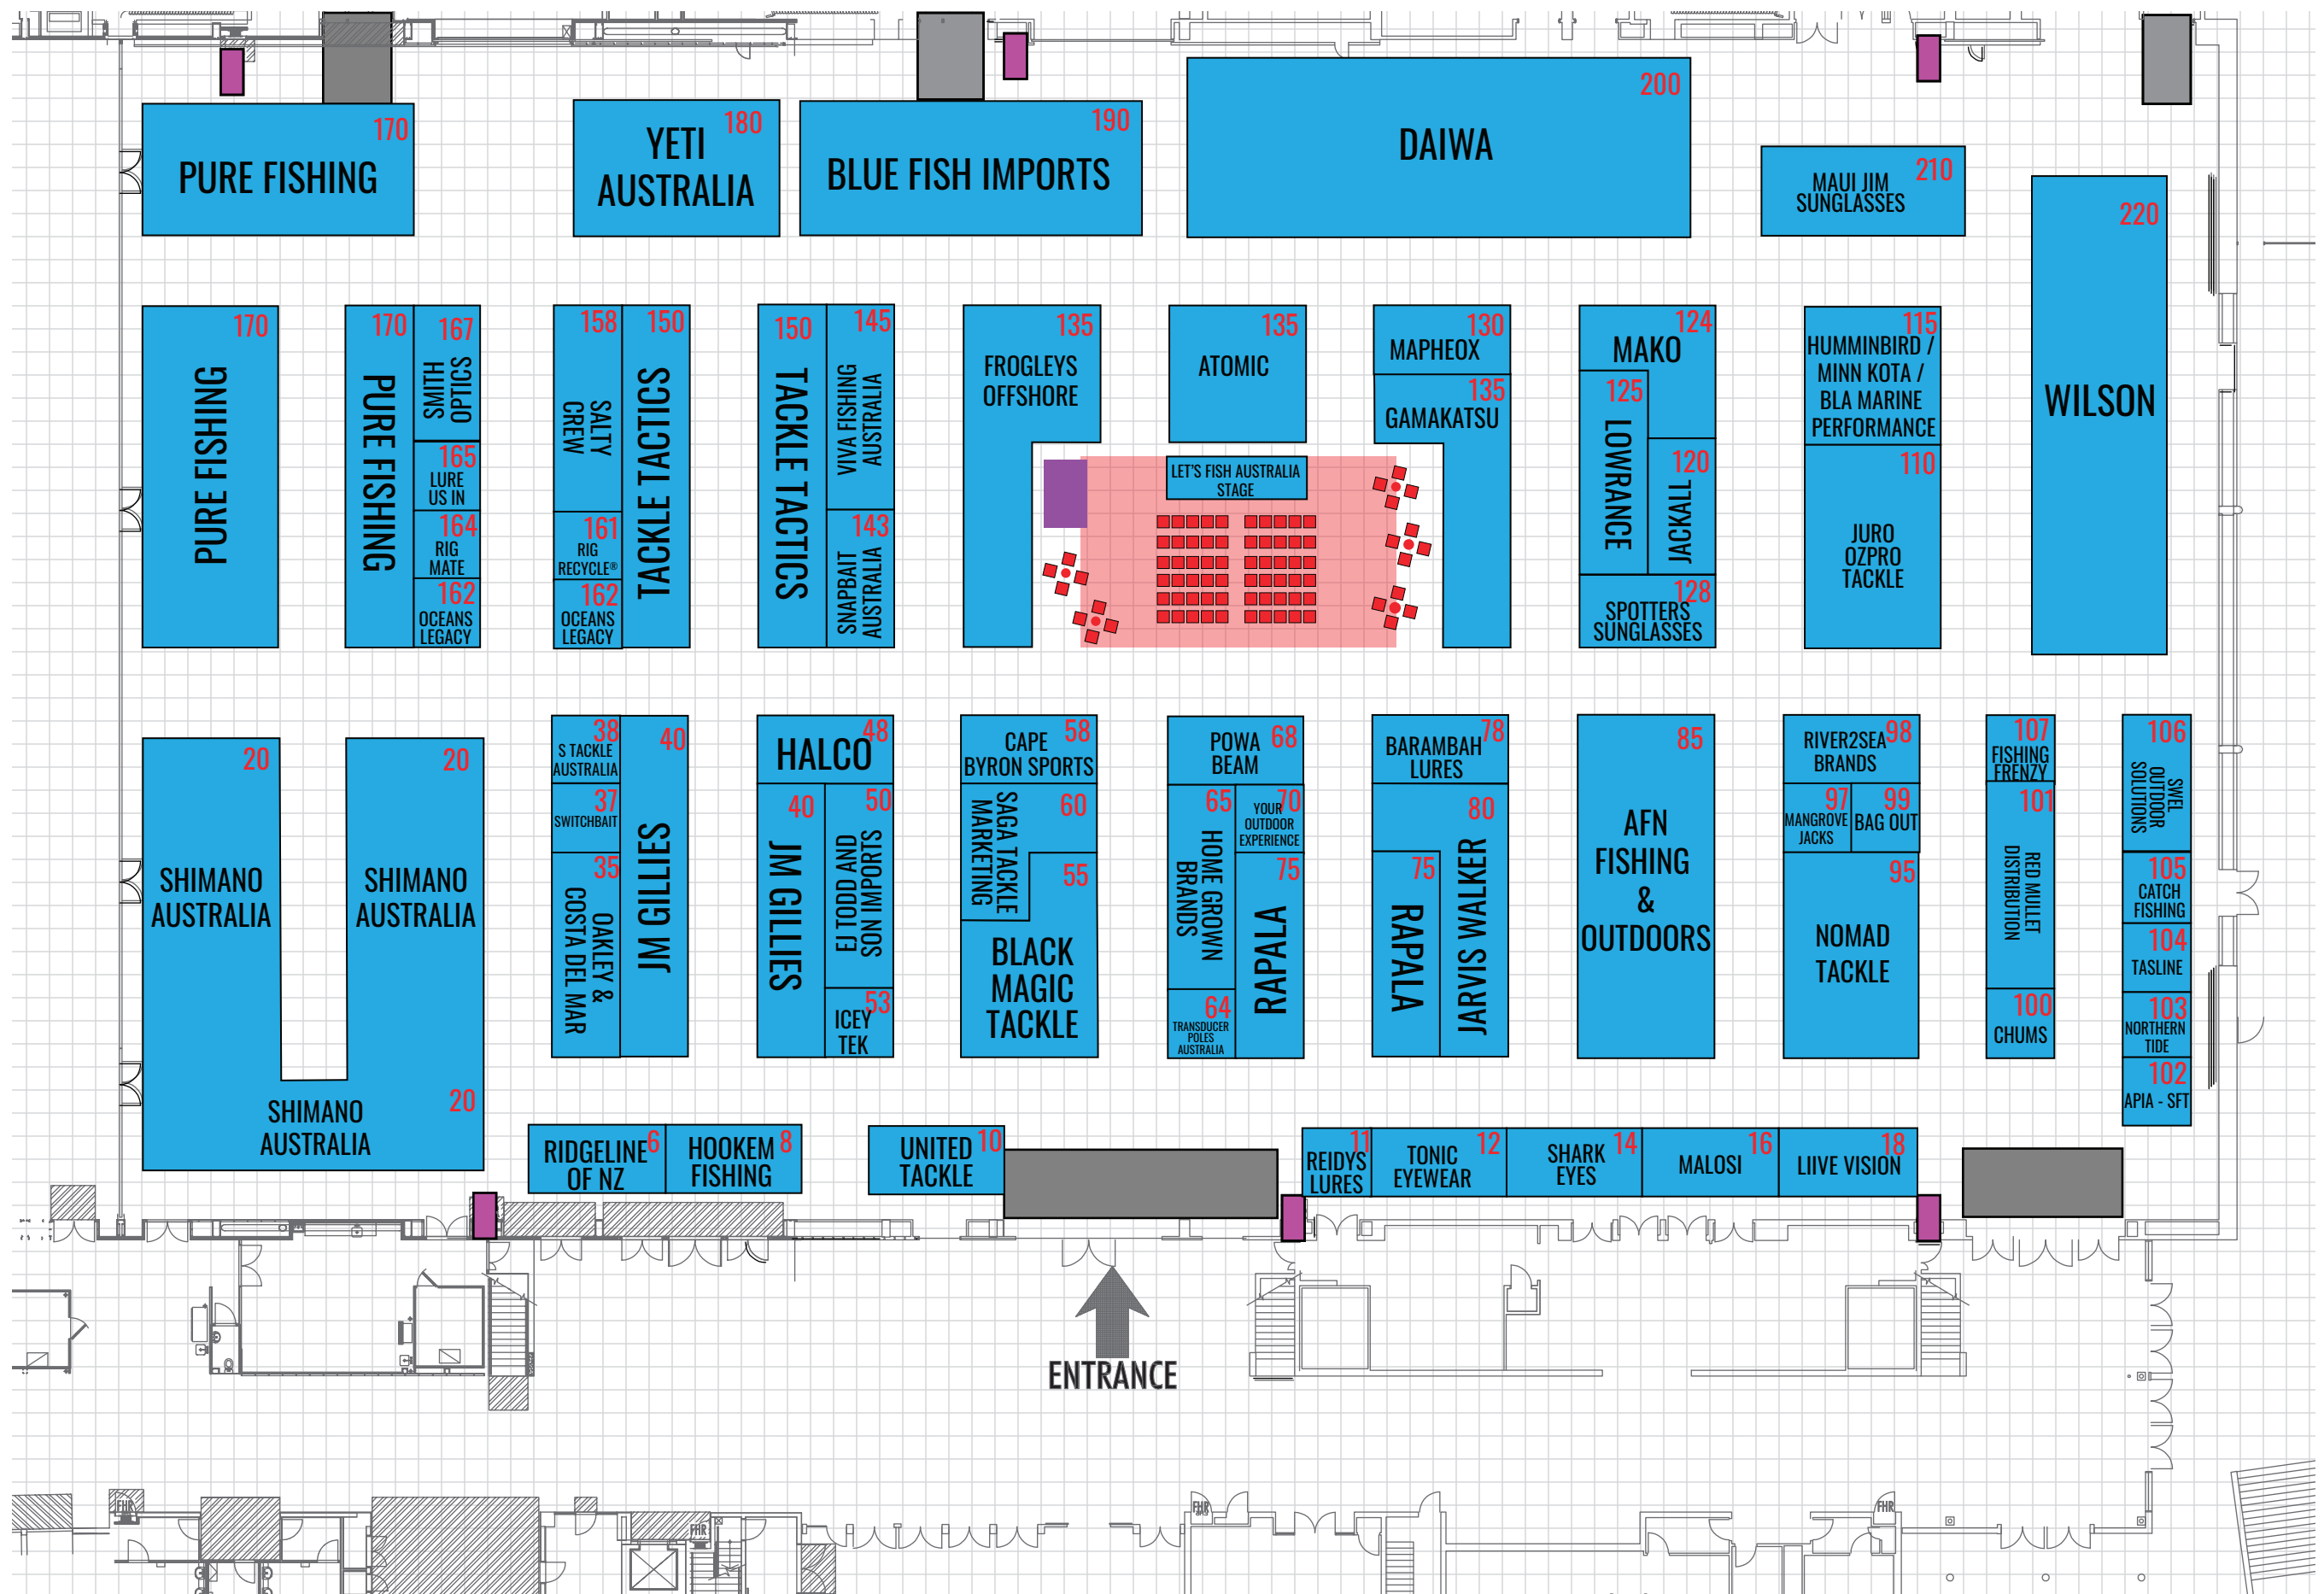 170
PURE FISHING
180
YETI
AUSTRALIA
190
BLUE FISH IMPORTS
200
DAIWA
210
MAUI JIM
SUNGLASSES
220
WILSON
170
PURE FISHING
170
PURE FISHING
167
SMITH
OPTICS
165
LURE
US IN
164
RIG
MATE
162
OCEANS
LEGACY
158
SALTY
CREW
161
RIG
RECYCLE®
162
OCEANS
LEGACY
150
TACKLE TACTICS
150
TACKLE TACTICS
145
VIVA FISHING
AUSTRALIA
143
SNAPBAIT
AUSTRALIA
135
FROGLEYS
OFFSHORE
135
ATOMIC
LET'S FISH AUSTRALIA
STAGE
130
MAPHEOX
135
GAMAKATSU
124
MAKO
125
LOWRANCE
120
JACKALL
128
SPOTTERS
SUNGLASSES
115
HUMMINBIRD /
MINN KOTA /
BLA MARINE
PERFORMANCE
110
JURO
OZPRO
TACKLE
20
SHIMANO
AUSTRALIA
20
SHIMANO
AUSTRALIA
20
SHIMANO
AUSTRALIA
38
S TACKLE
AUSTRALIA
37
SWITCHBAIT
35
OAKLEY &
COSTA DEL MAR
40
JM GILLIES
48
HALCO
40
JM GILLIES
50
EJ TODD AND
SON IMPORTS
53
ICEY
TEK
58
CAPE
BYRON SPORTS
60
SAGA TACKLE
MARKETING
55
BLACK
MAGIC
TACKLE
68
POWA
BEAM
65
HOME GROWN
BRANDS
70
YOUR
OUTDOOR
EXPERIENCE
75
RAPALA
64
TRANSDUCER
POLES
AUSTRALIA
78
BARAMBAH
LURES
80
JARVIS WALKER
75
RAPALA
85
AFN
FISHING
&
OUTDOORS
98
RIVER2SEA
BRANDS
97
MANGROVE
JACKS
99
BAG OUT
95
NOMAD
TACKLE
107
FISHING
FRENZY
101
RED MULLET
DISTRIBUTION
100
CHUMS
106
SWEL
OUTDOOR
SOLUTIONS
105
CATCH
FISHING
104
TASLINE
103
NORTHERN
TIDE
102
APIA - SFT
6
RIDGELINE
OF NZ
8
HOOKEM
FISHING
10
UNITED
TACKLE
11
REIDYS
LURES
12
TONIC
EYEWEAR
14
SHARK
EYES
16
MALOSI
18
LIIVE VISION
ENTRANCE
FHR
FHR
FHR
FHR